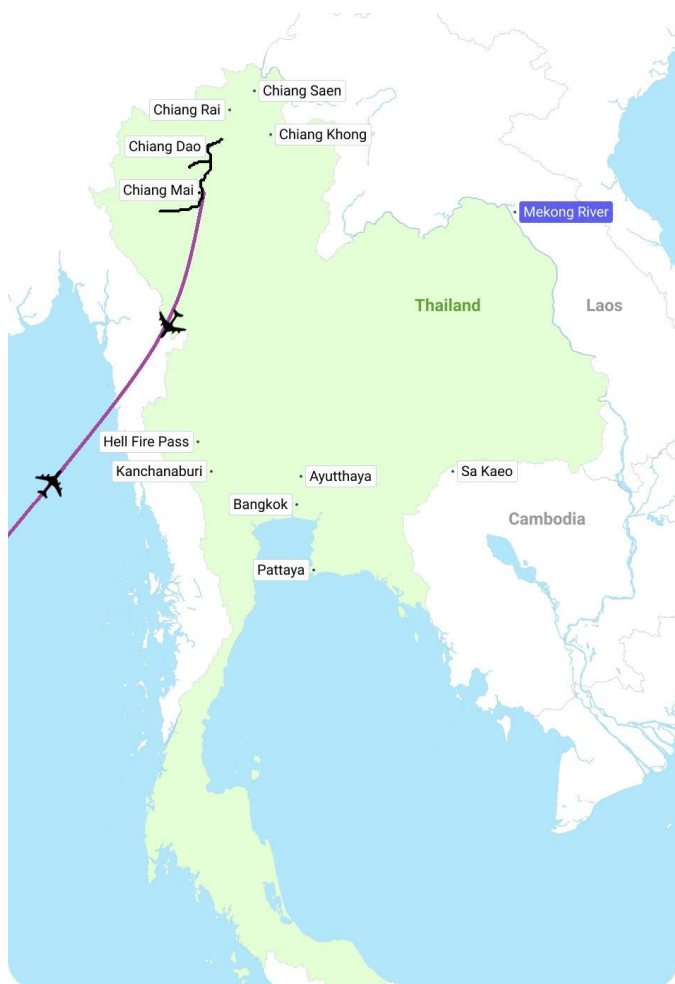 Chiang Saen
Chiang Rai
Chiang Khong
Chiang Dao
Chiang Mai
Mekong River
Thailand
Laos
Hell Fire Pass
Kanchanaburi
Ayutthaya
Sa Kaeo
Bangkok
Cambodia
Pattaya